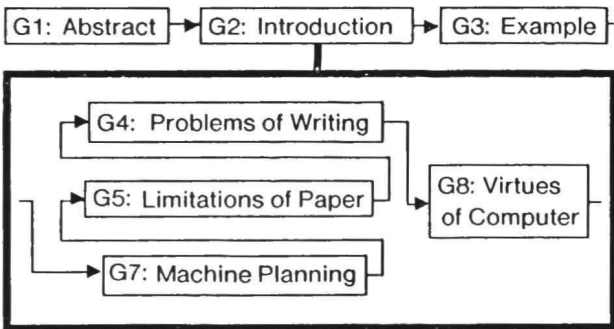 G1: Abstract
G2: Introduction
G3: Example
G4: Problems of Writing
G5: Limitations of Paper
G7: Machine Planning
G8: Virtues
of Computer